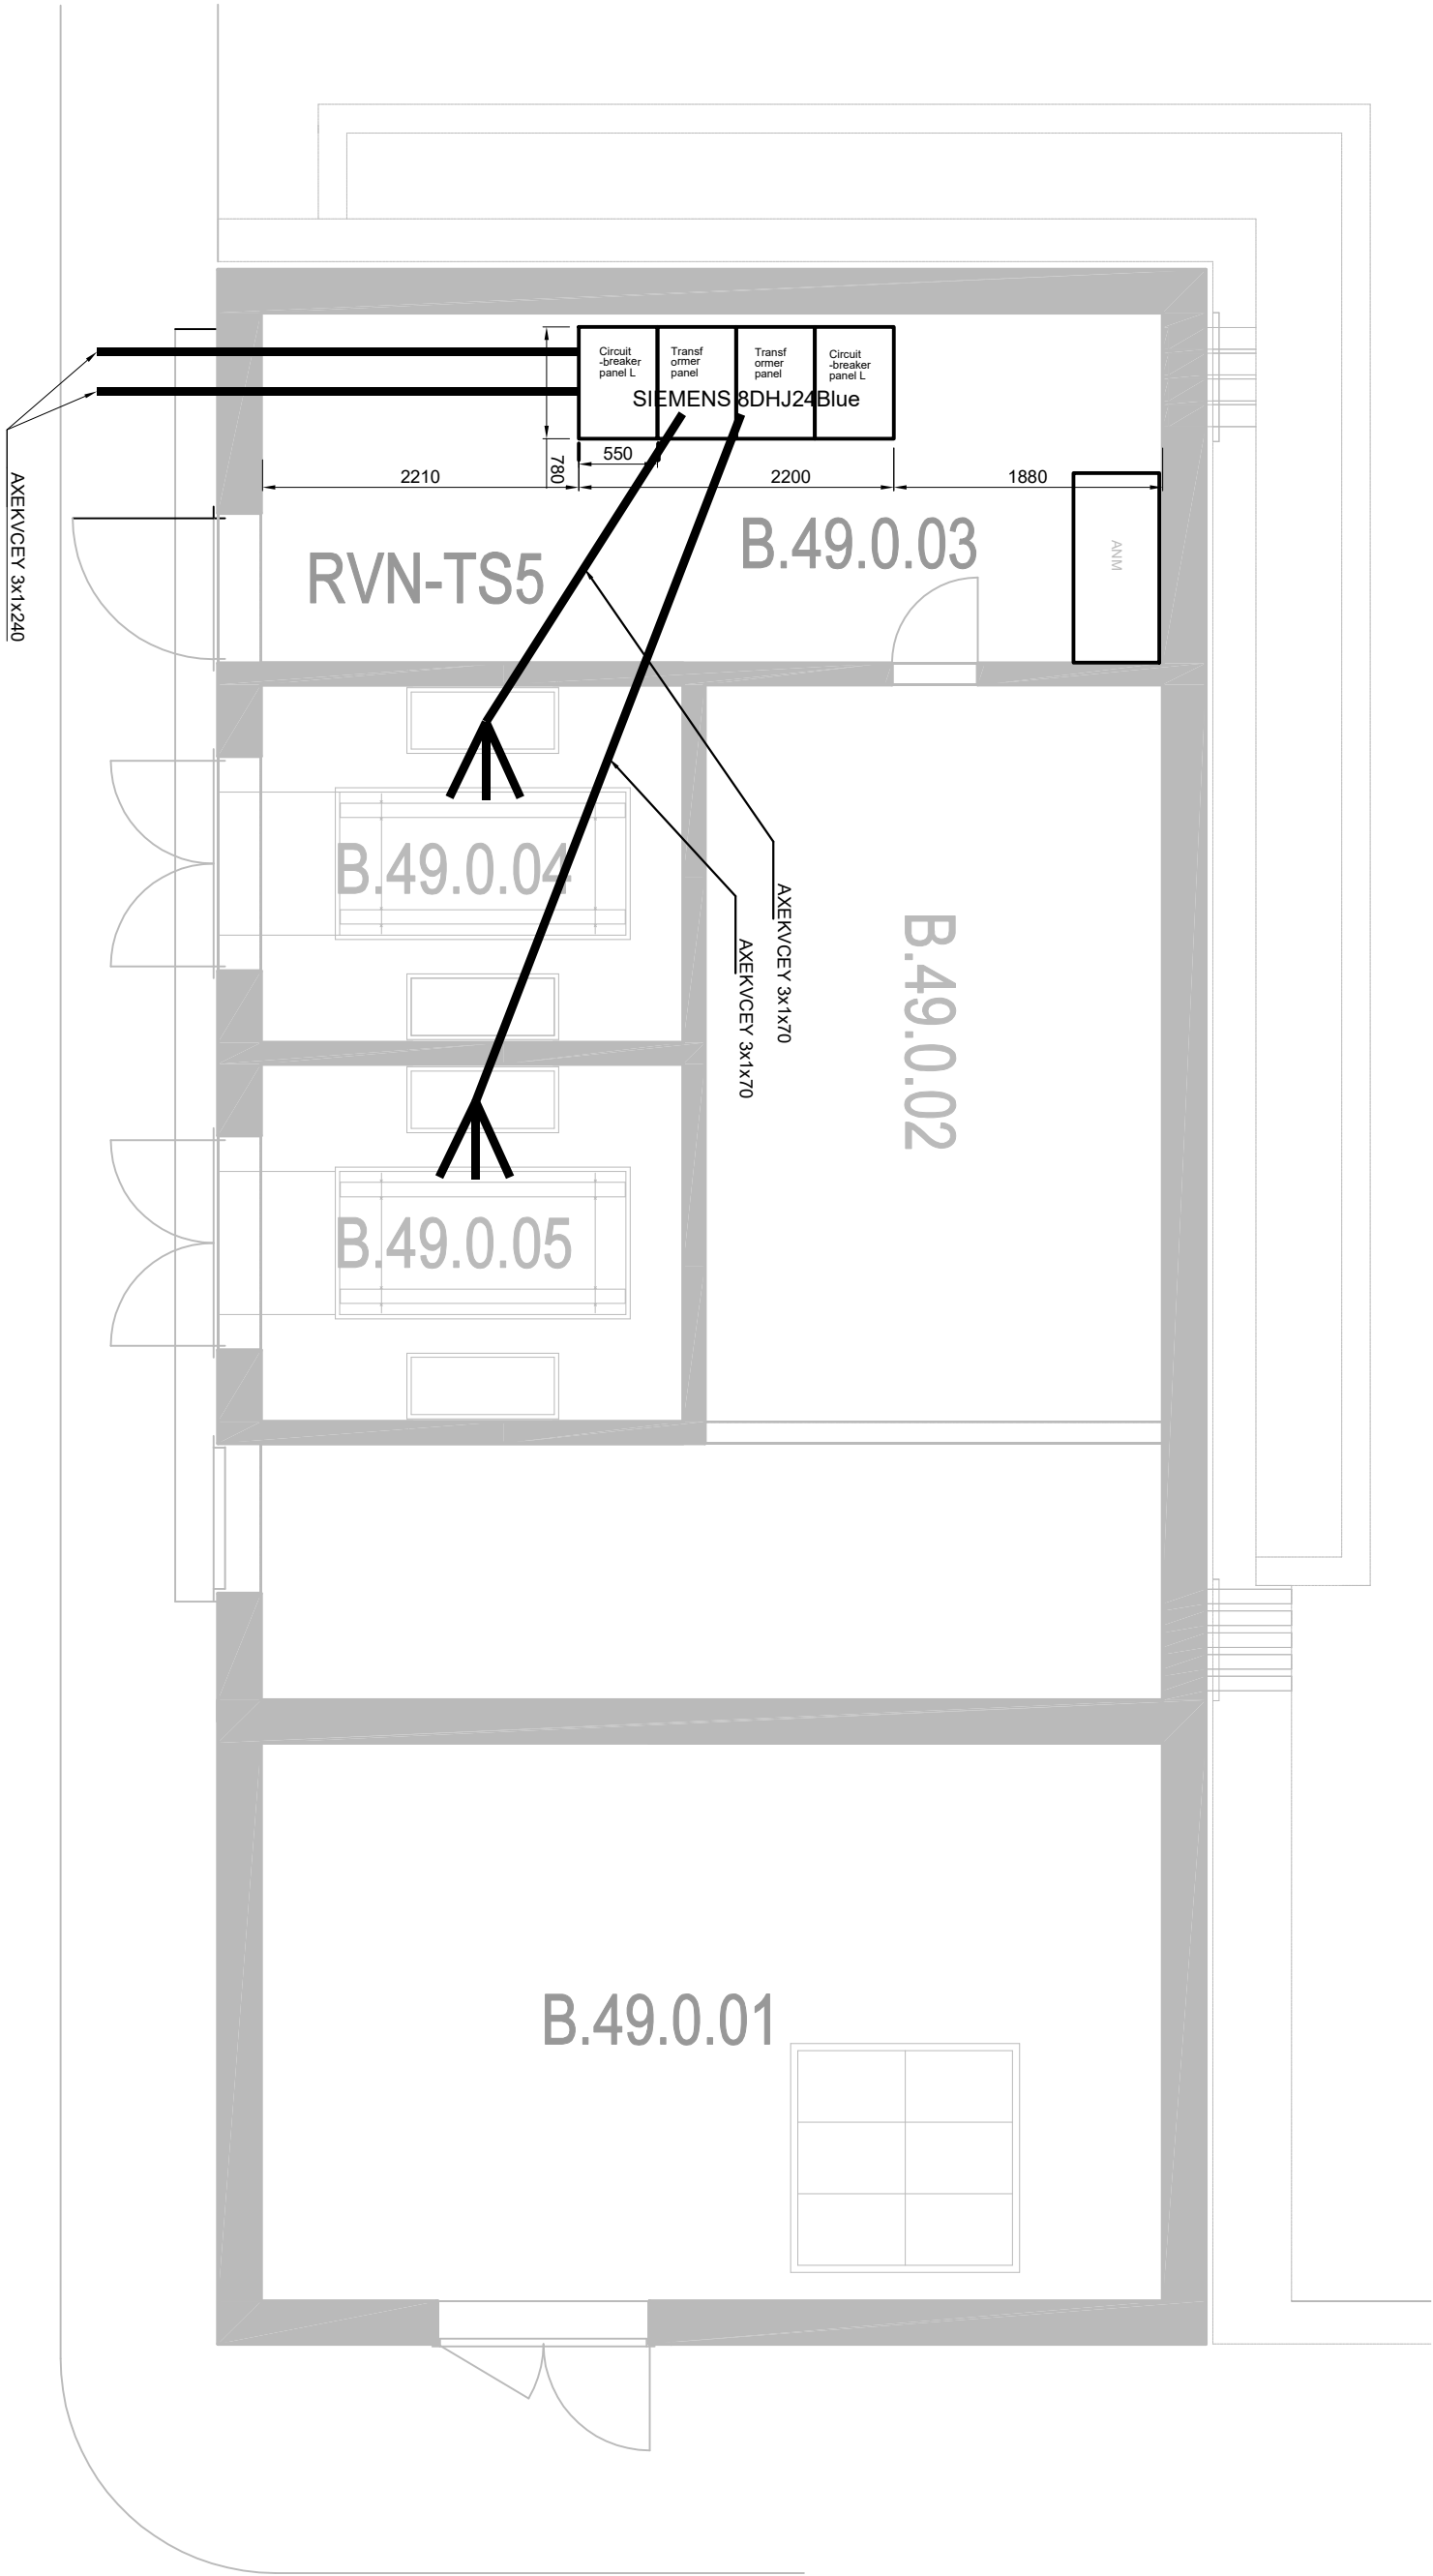 Circuit
-breaker
panel L
Transf
ormer
panel
Transf
ormer
panel
Circuit
-breaker
panel L
SIEMENS 8DHJ24Blue
550
780
2210
2200
1880
AXEKVCEY 3x1x240
RVN-TS5
B.49.0.03
ANM
B.49.0.04
AXEKVCEY 3x1x70
AXEKVCEY 3x1x70
B.49.0.02
B.49.0.05
B.49.0.01